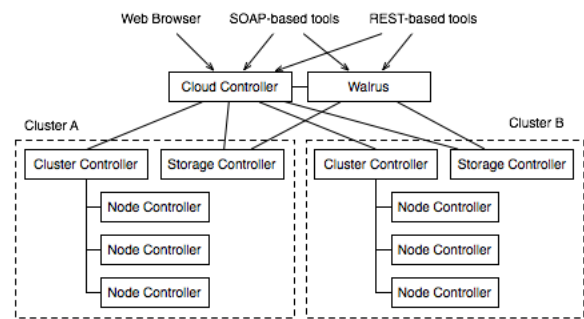 Web Browser SOAP-based tools REST-based tools
Cloud Controller Walrus
Cluster A Cluster B
Cluster Controller Storage Controller Cluster Controller Storage Controller
Node Controller Node Controller
Node Controller Node Controller
Node Controller Node Controller